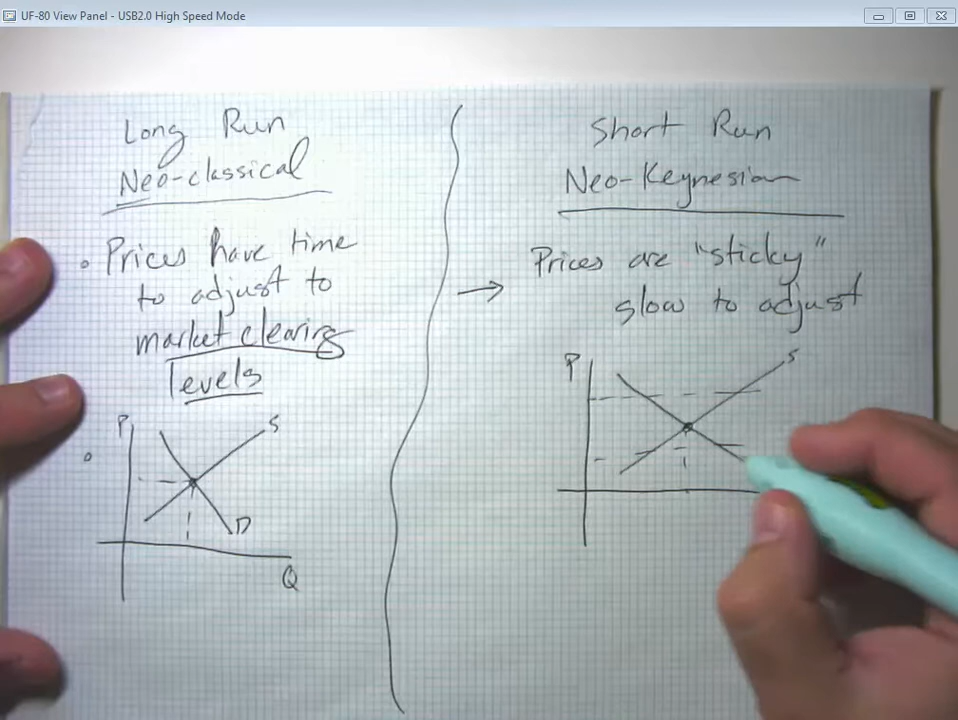 UF-80 View Panel - USB2.0 High Speed Mode
Long Run
Neo-classical
Prices have time
to adjust to
market clearing
levels
P
S
D
Q
Short Run
Neo-Keynesian
Prices are "sticky"
slow to adjust
P
S